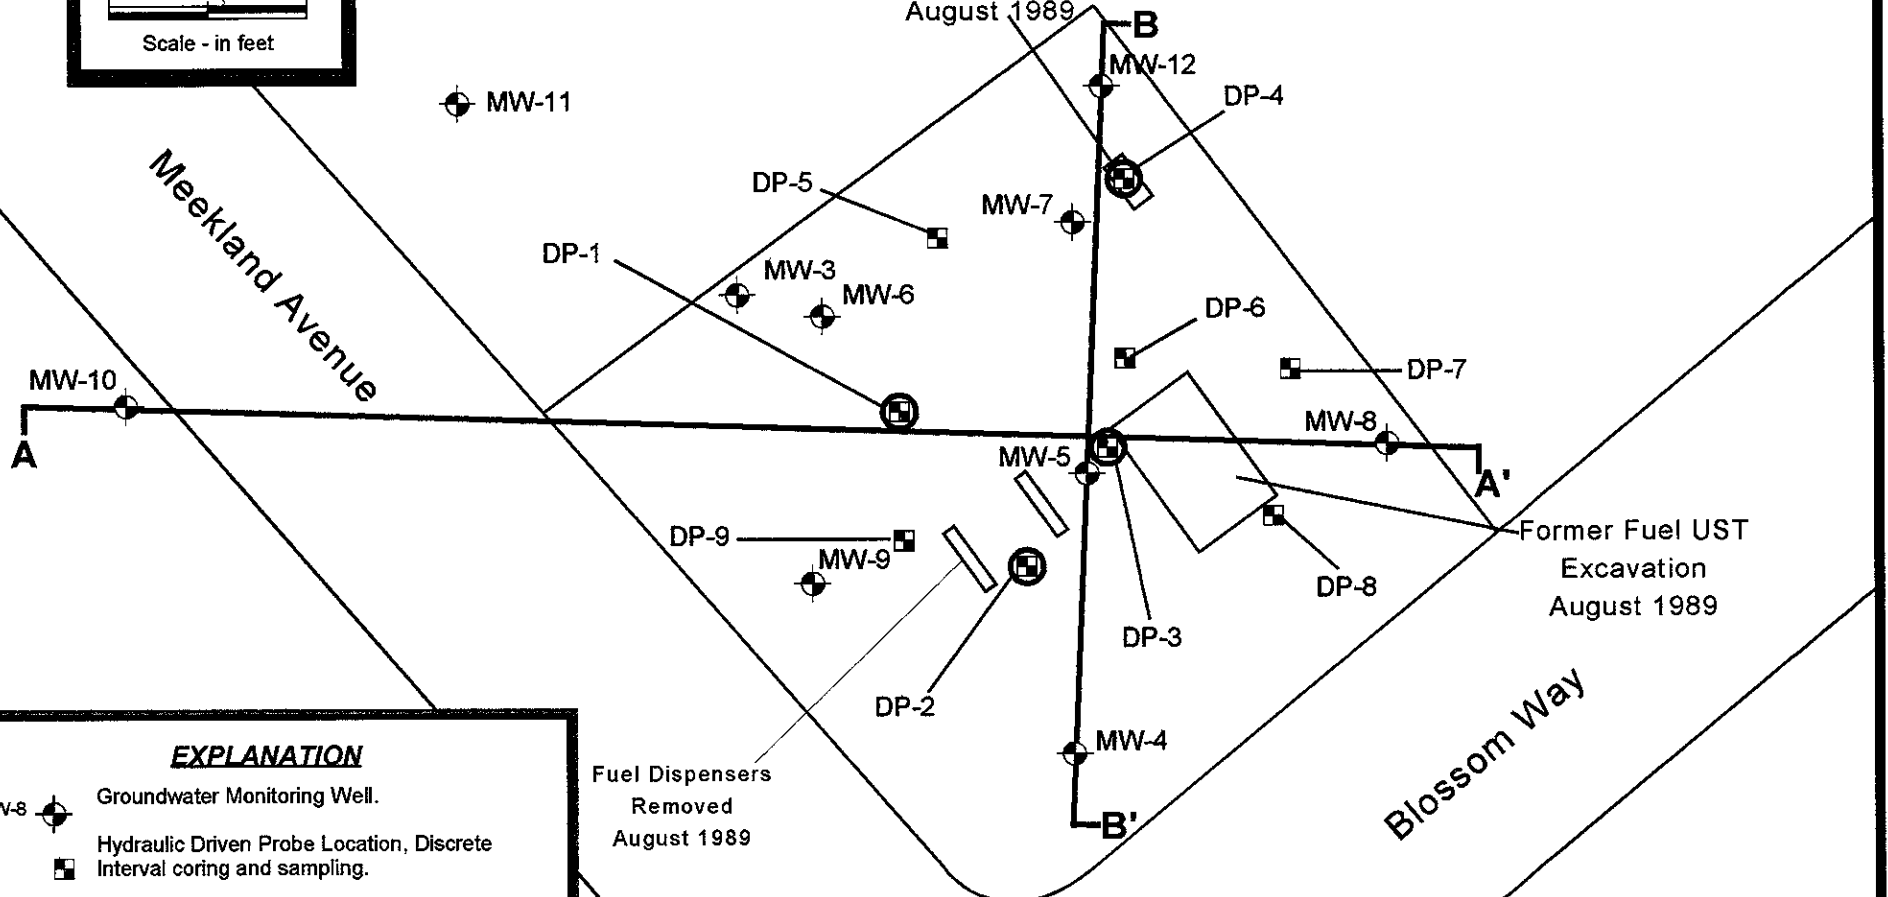 Scale - in feet
August 1989
B
MW-12
MW-11
DP-4
Meekland Avenue
DP-5
MW-7
DP-1
MW-3
MW-6
DP-6
DP-7
MW-10
MW-8
A
MW-5
A'
DP-9
MW-9
Former Fuel UST
Excavation
August 1989
DP-8
DP-3
DP-2
MW-4
Blossom Way
Fuel Dispensers
Removed
August 1989
B'
EXPLANATION
W-8
Groundwater Monitoring Well.
Hydraulic Driven Probe Location, Discrete
Interval coring and sampling.